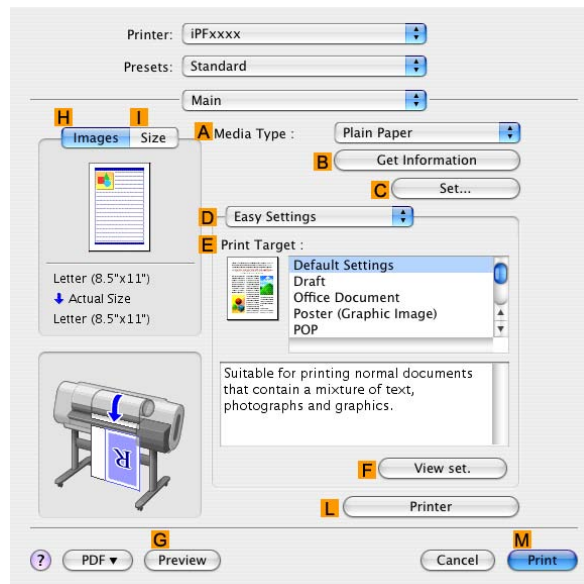 Printer: iPFxxxx
Presets: Standard
Main
H I
Images Size
A Media Type : Plain Paper
B Get Information
C Set...
D Easy Settings
E Print Target :
Default Settings
Draft
Office Document
Poster (Graphic Image)
POP
Letter (8.5"x11")
Actual Size
Letter (8.5"x11")
Suitable for printing normal documents
that contain a mixture of text,
photographs and graphics.
R
F View set.
L Printer
G M
? PDF▼ Preview Cancel Print